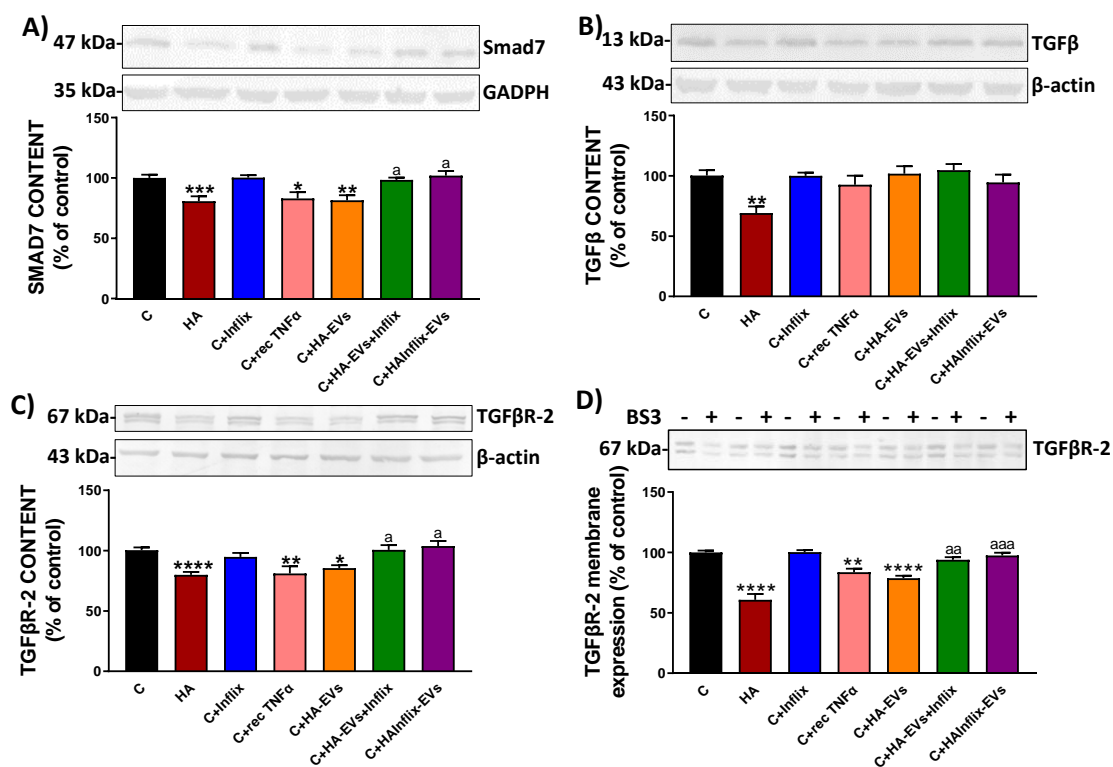 A)
47 kDa-
Smad7
35 kDa-
GADPH
SMAD7 CONTENT
(% of control)
150
100
50
0
***
*
**
a
a
C
HA
C+Inflix
C+rec TNFα
C+HA-EVs
C+HA-EVs+Inflix
C+HAInflix-EVs
B)
13 kDa-
TGFβ
43 kDa-
β-actin
TGFβ CONTENT
(% of control)
150
100
50
0
**
C
HA
C+Inflix
C+rec TNFα
C+HA-EVs
C+HA-EVs+Inflix
C+HAInflix-EVs
C)
67 kDa-
TGFβR-2
43 kDa-
β-actin
TGFβR-2 CONTENT
(% of control)
150
100
50
0
****
**
*
a
a
C
HA
C+Inflix
C+rec TNFα
C+HA-EVs
C+HA-EVs+Inflix
C+HAInflix-EVs
D)
BS3 - + - + - + - + - + - + - +
67 kDa-
TGFβR-2
TGFβR-2 membrane
expression (% of control)
150
100
50
0
****
**
****
aa
aaa
C
HA
C+Inflix
C+rec TNFα
C+HA-EVs
C+HA-EVs+Inflix
C+HAInflix-EVs